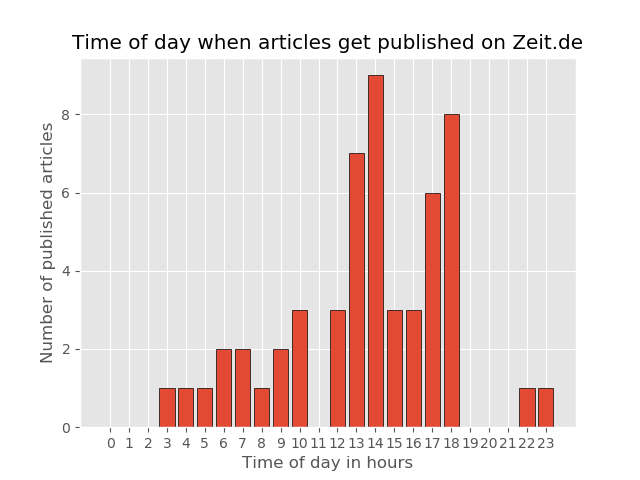 Time of day when articles get published on Zeit.de
Number of published articles
8
6
4
2
0
0 1 2 3 4 5 6 7 8 9 10 11 12 13 14 15 16 17 18 19 20 21 22 23
Time of day in hours